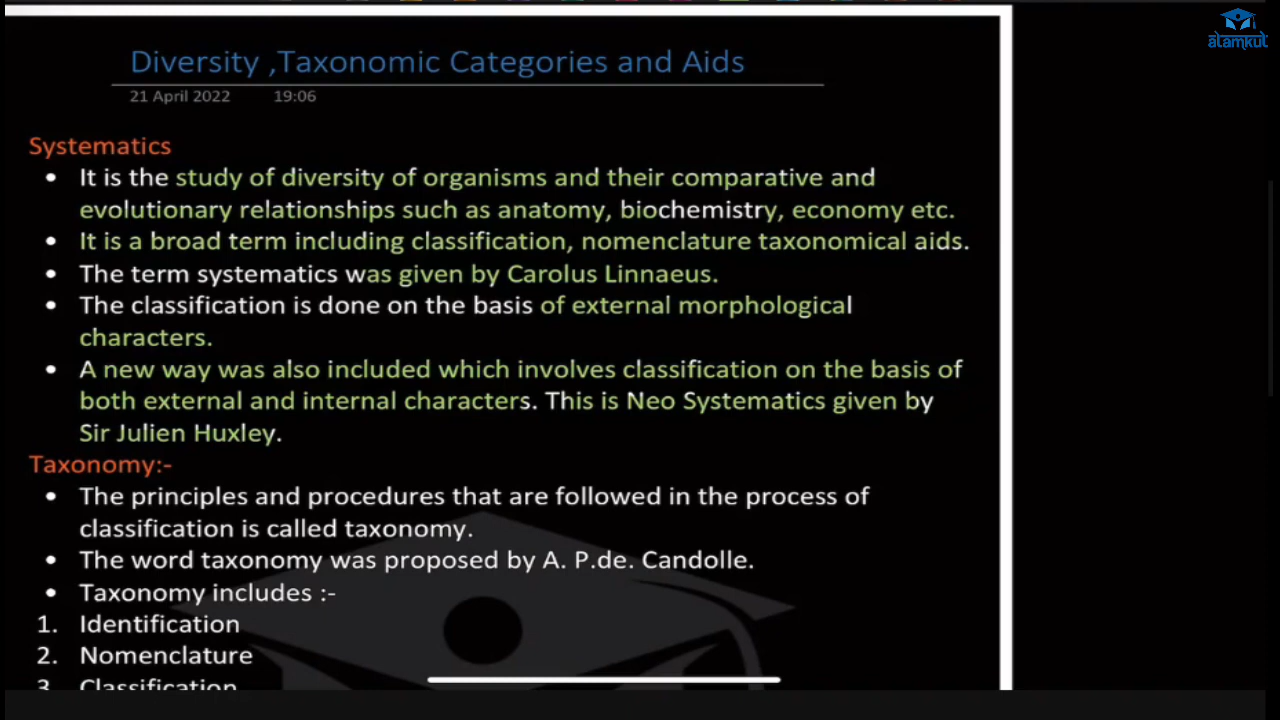 alamkut
Diversity ,Taxonomic Categories and Aids
21 April 2022 19:06
Systematics
• It is the study of diversity of organisms and their comparative and
evolutionary relationships such as anatomy, biochemistry, economy etc.
• It is a broad term including classification, nomenclature taxonomical aids.
• The term systematics was given by Carolus Linnaeus.
• The classification is done on the basis of external morphological
characters.
• A new way was also included which involves classification on the basis of
both external and internal characters. This is Neo Systematics given by
Sir Julien Huxley.
Taxonomy:-
• The principles and procedures that are followed in the process of
classification is called taxonomy.
• The word taxonomy was proposed by A. P.de. Candolle.
• Taxonomy includes :-
1. Identification
2. Nomenclature
3. Classification